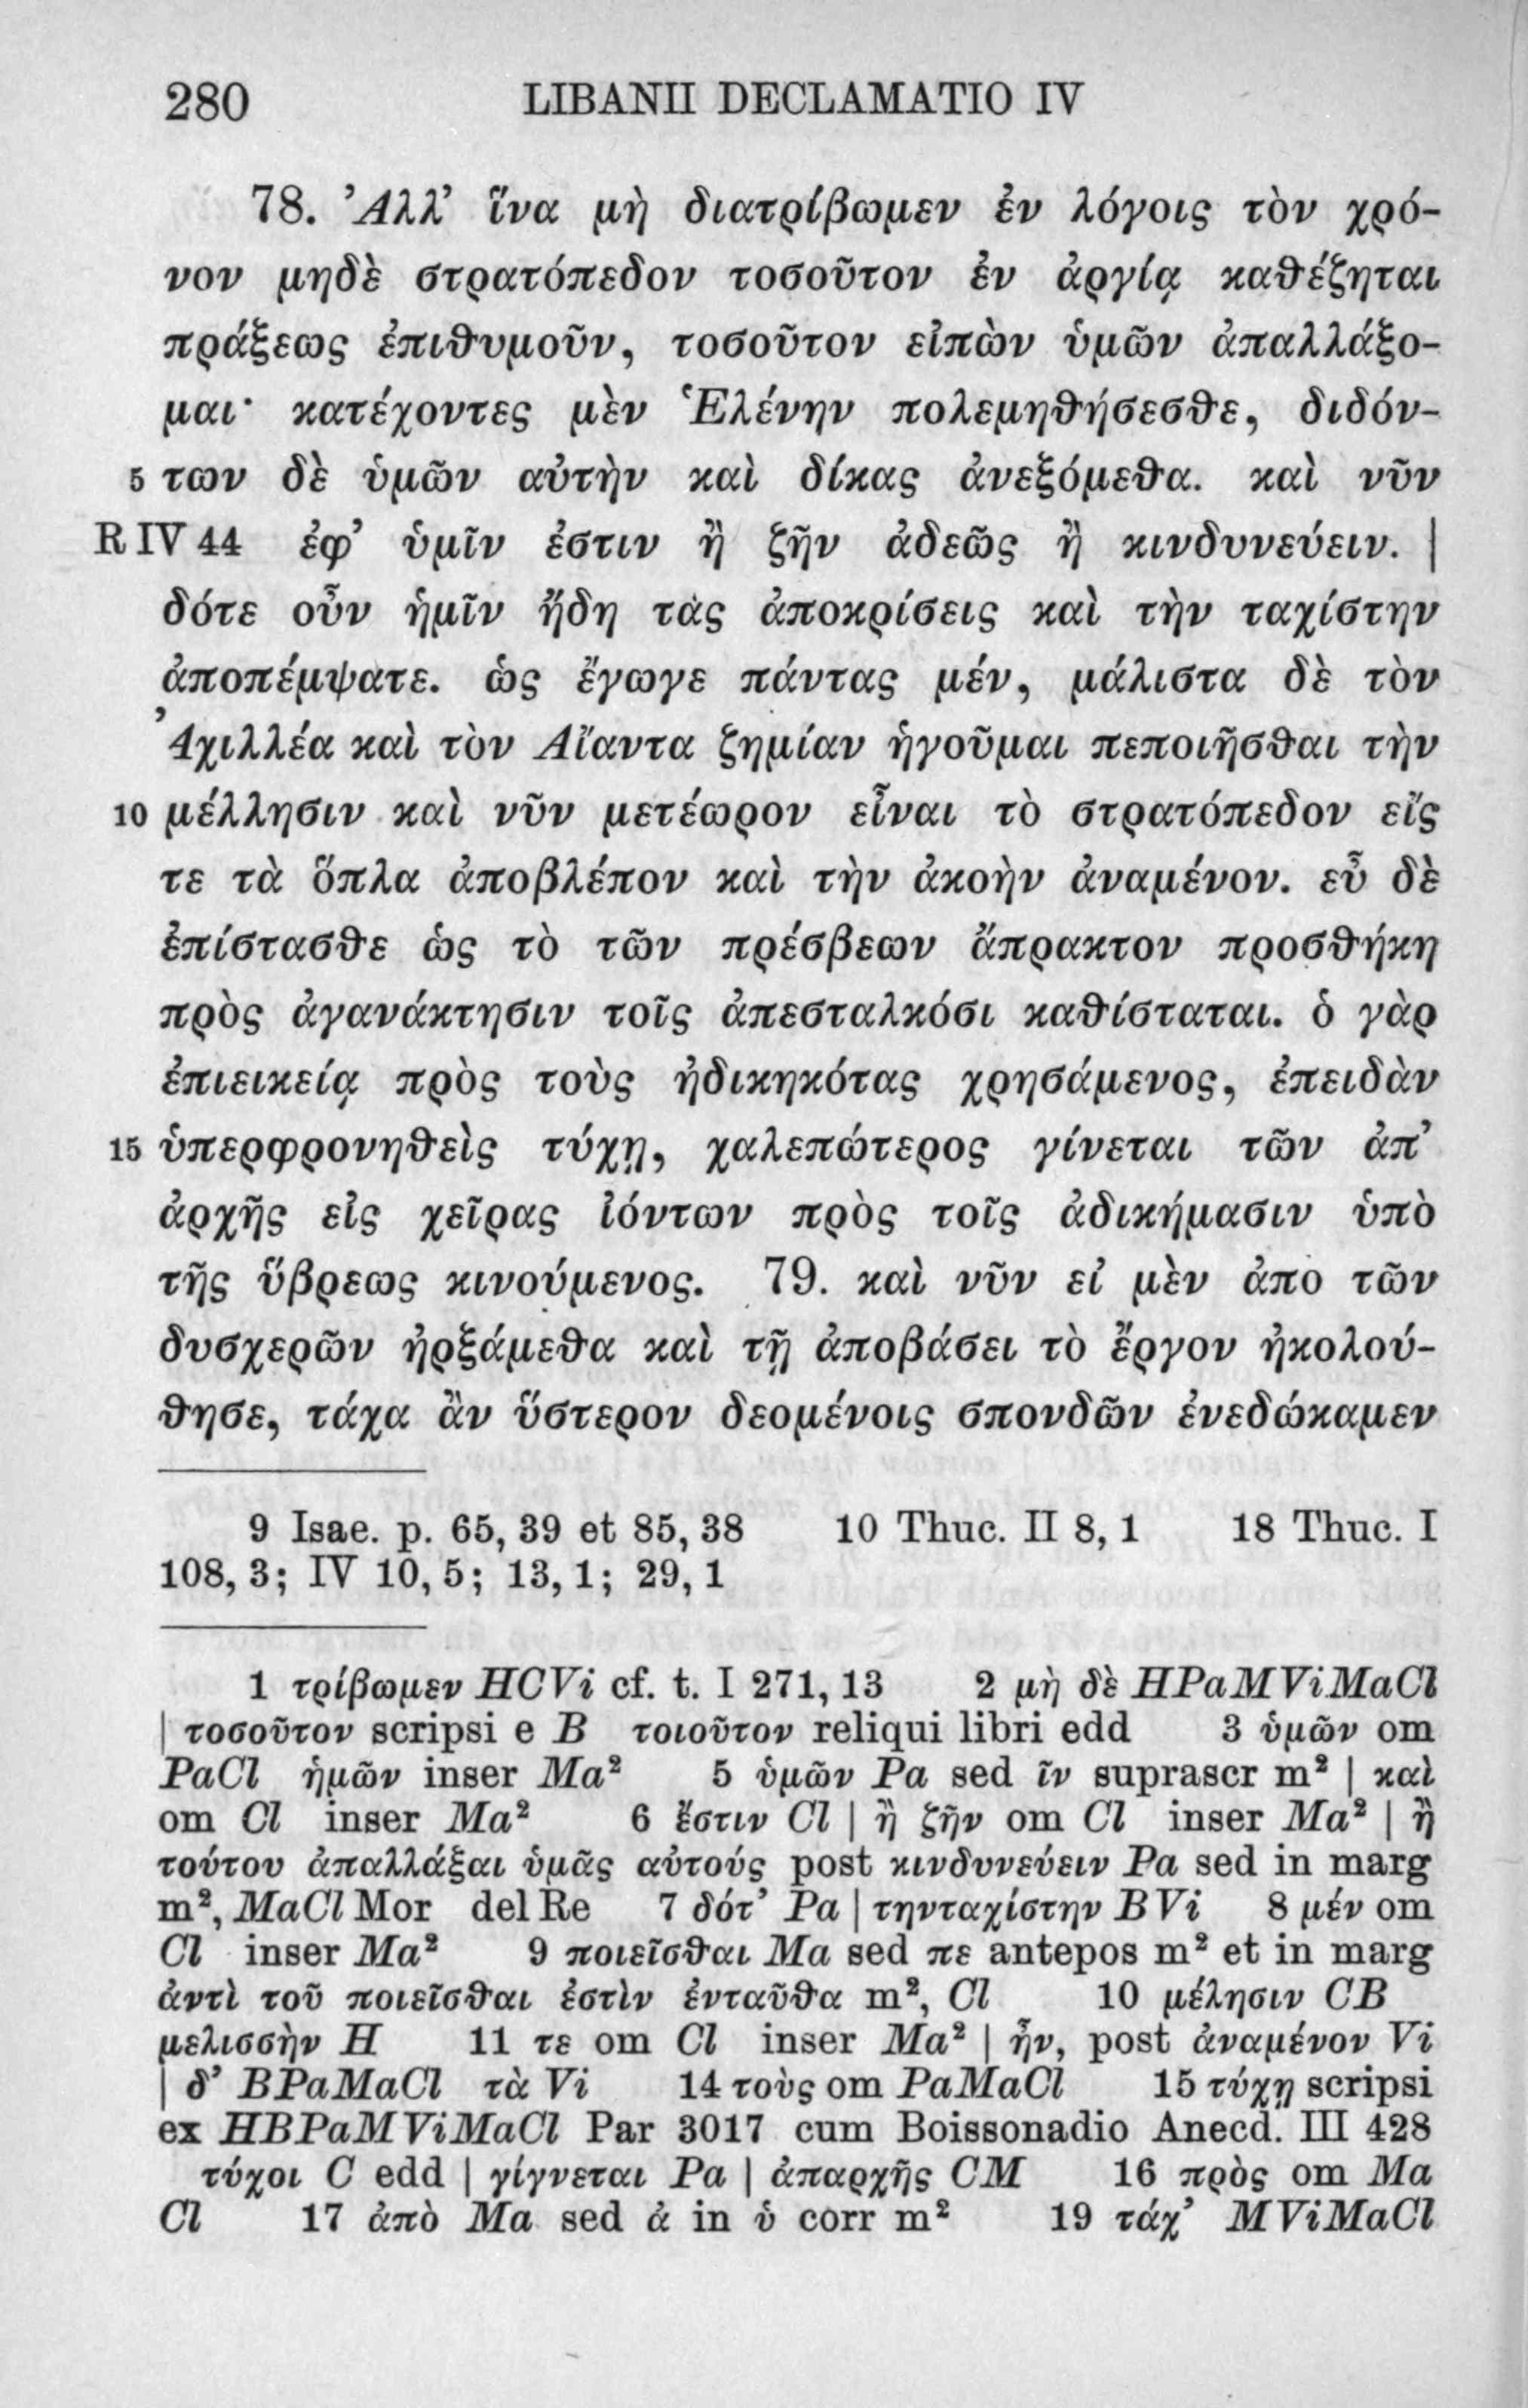 280 LIBANII DECLAMATIO IV
78. Ἀλλ’ ἵνα μὴ διατρίβωμεν ἐν λόγοις τὸν χρό-
νον μηδὲ στρατόπεδον τοσοῦτον ἐν ἀργίᾳ καθέζηται
πράξεως ἐπιθυμοῦν, τοσοῦτον εἰπὼν ὑμῶν ἀπαλλάξο-
μαι· κατέχοντες μὲν Ἑλένην πολεμηθήσεσθε, διδόν-
5 των δὲ ὑμῶν αὐτὴν καὶ δίκας ἀνεξόμεθα. καὶ νῦν
R IV 44 ἐφ’ ὑμῖν ἐστιν ἢ ζῆν ἀδεῶς ἢ κινδυνεύειν. |
δότε οὖν ἡμῖν ἤδη τὰς ἀποκρίσεις καὶ τὴν ταχίστην
ἀποπέμψατε. ὡς ἔγωγε πάντας μέν, μάλιστα δὲ τὸν
Ἀχιλλέα καὶ τὸν Αἴαντα ζημίαν ἡγοῦμαι πεποιῆσθαι τὴν
10 μέλλησιν καὶ νῦν μετέωρον εἶναι τὸ στρατόπεδον εἴς
τε τὰ ὅπλα ἀποβλέπον καὶ τὴν ἀκοὴν ἀναμένον. εὖ δὲ
ἐπίστασθε ὡς τὸ τῶν πρέσβεων ἄπρακτον προσθήκη
πρὸς ἀγανάκτησιν τοῖς ἀπεσταλκόσι καθίσταται. ὁ γὰρ
ἐπιεικείᾳ πρὸς τοὺς ἠδικηκότας χρησάμενος, ἐπειδὰν
15 ὑπερφρονηθεὶς τύχῃ, χαλεπώτερος γίνεται τῶν ἀπ’
ἀρχῆς εἰς χεῖρας ἰόντων πρὸς τοῖς ἀδικήμασιν ὑπὸ
τῆς ὕβρεως κινούμενος. 79. καὶ νῦν εἰ μὲν ἀπο τῶν
δυσχερῶν ἠρξάμεθα καὶ τῇ ἀποβάσει τὸ ἔργον ἠκολού-
θησε, τάχα ἂν ὕστερον δεομένοις σπονδῶν ἐνεδώκαμεν
9 Isae. p. 65, 39 et 85, 38 10 Thuc. II 8, 1 18 Thuc. I
108, 3; IV 10, 5; 13, 1; 29, 1
1 τρίβωμεν HCVi cf. t. I 271, 13 2 μὴ δὲ HPaMViMaCl
| τοσοῦτον scripsi e B τοιοῦτον reliqui libri edd 3 ὑμῶν om
PaCl ἡμῶν inser Ma² 5 ὑμῶν Pa sed ῖν suprascr m² | καὶ
om Cl inser Ma² 6 ἔστιν Cl | ἢ ζῆν om Cl inser Ma² | ἢ
τούτου ἀπαλλάξαι ὑμᾶς αὐτούς post κινδυνεύειν Pa sed in marg
m², MaCl Mor del Re 7 δότ’ Pa | τηνταχίστην BVi 8 μέν om
Cl inser Ma² 9 ποιεῖσθαι Ma sed πε antepos m² et in marg
ἀντὶ τοῦ ποιεῖσθαι ἐστὶν ἐνταῦθα m², Cl 10 μέλησιν CB
μελισσὴν H 11 τε om Cl inser Ma² | ἦν, post ἀναμένον Vi
| δ’ BPaMaCl τὰ Vi 14 τοὺς om PaMaCl 15 τύχῃ scripsi
ex HBPaMViMaCl Par 3017 cum Boissonadio Anecd. III 428
τύχοι C edd | γίγνεται Pa | ἀπαρχῆς CM 16 πρὸς om Ma
Cl 17 ἀπὸ Ma sed ἀ in ὑ corr m² 19 τάχ’ MViMaCl